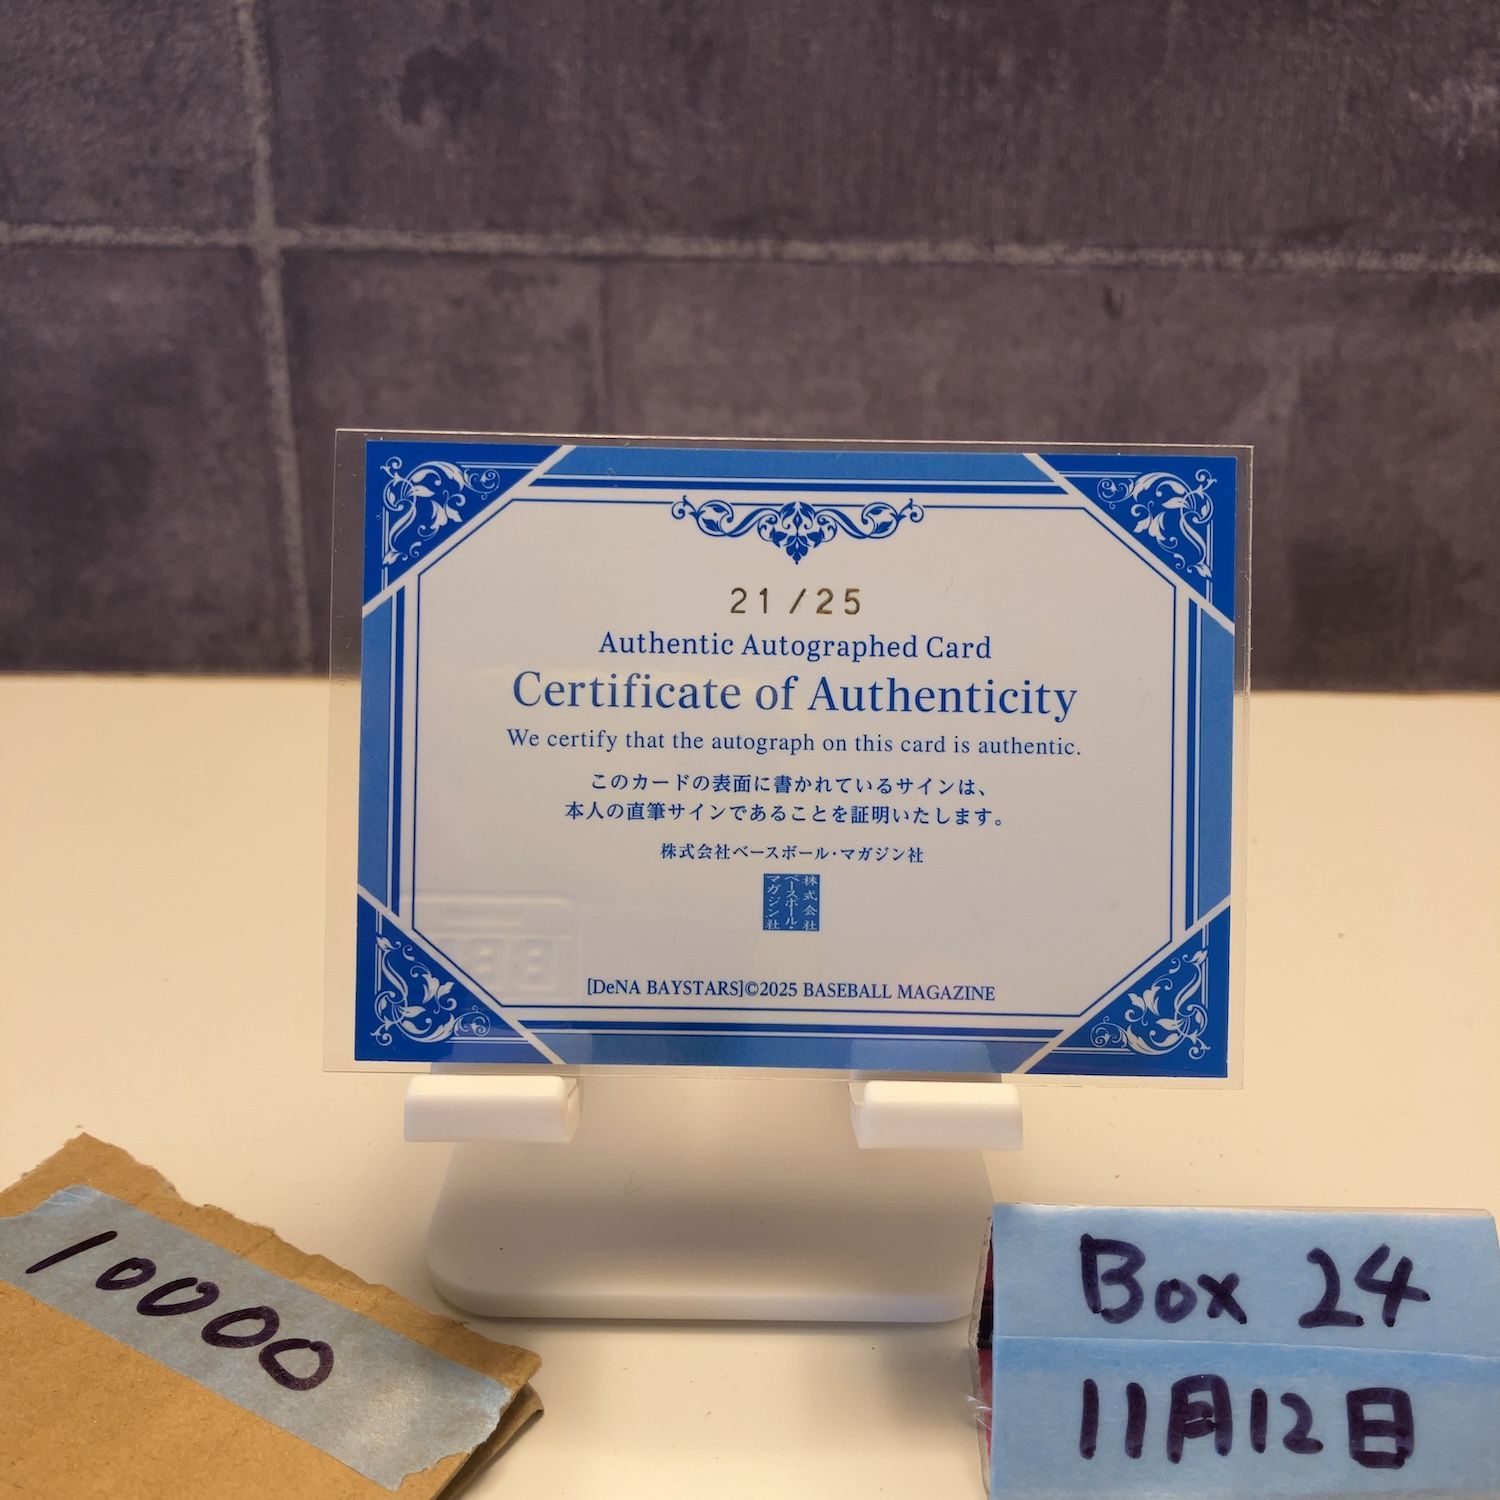 21/25
Authentic Autographed Card
Certificate of Authenticity
We certify that the autograph on this card is authentic.
このカードの表面に書かれているサインは、
本人の直筆サインであることを証明いたします。
株式会社ベースボール・マガジン社
株式会社
ベースボール・
マガジン社
[DeNA BAYSTARS]©2025 BASEBALL MAGAZINE
10000
Box 24
11月12日